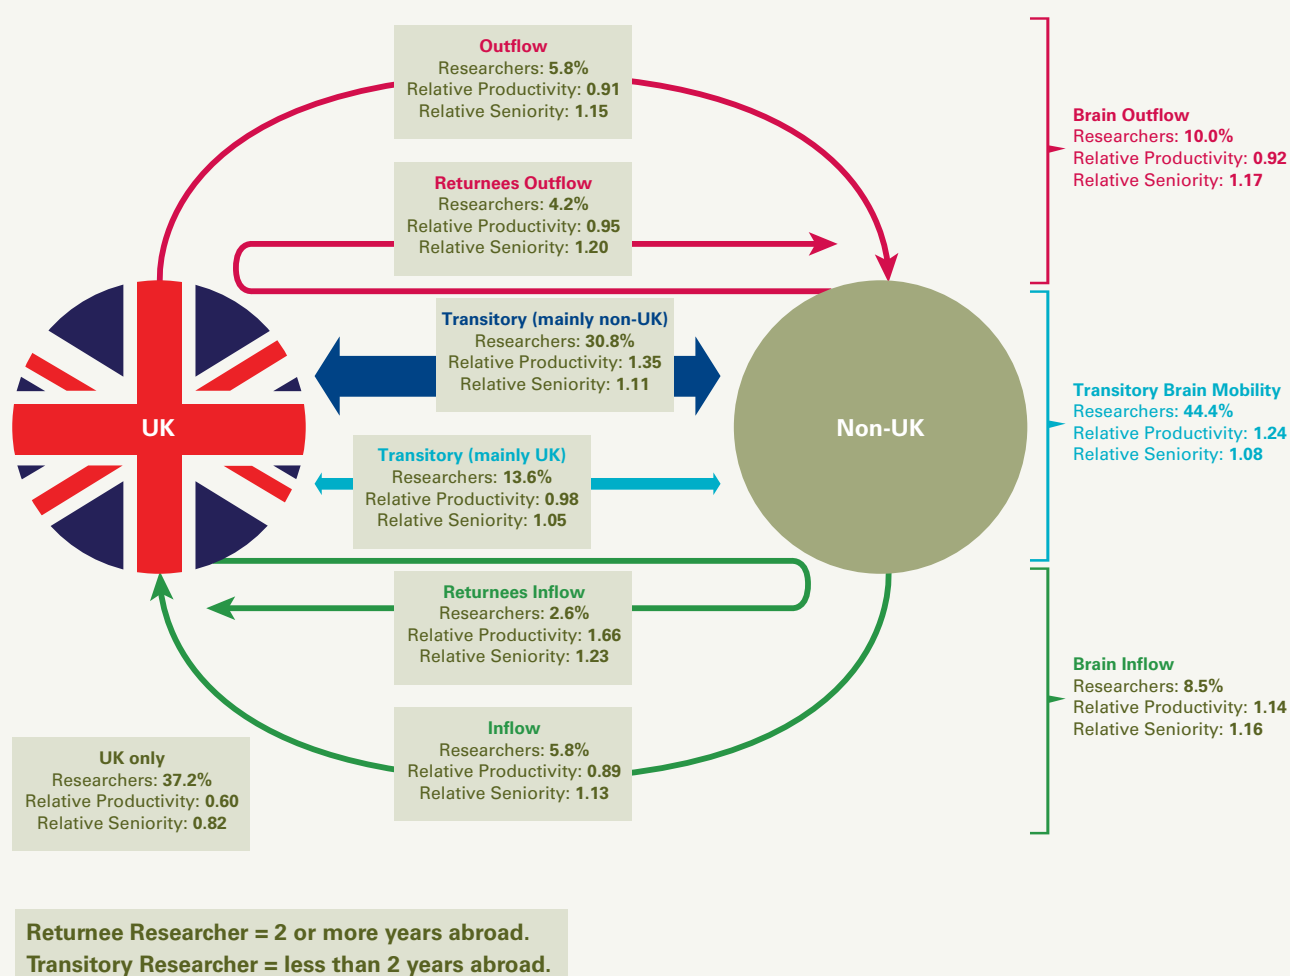 Outflow
Researchers: 5.8%
Relative Productivity: 0.91
Relative Seniority: 1.15
Returnees Outflow
Researchers: 4.2%
Relative Productivity: 0.95
Relative Seniority: 1.20
Brain Outflow
Researchers: 10.0%
Relative Productivity: 0.92
Relative Seniority: 1.17
Transitory (mainly non-UK)
Researchers: 30.8%
Relative Productivity: 1.35
Relative Seniority: 1.11
UK
Non-UK
Transitory (mainly UK)
Researchers: 13.6%
Relative Productivity: 0.98
Relative Seniority: 1.05
Transitory Brain Mobility
Researchers: 44.4%
Relative Productivity: 1.24
Relative Seniority: 1.08
Returnees Inflow
Researchers: 2.6%
Relative Productivity: 1.66
Relative Seniority: 1.23
Inflow
Researchers: 5.8%
Relative Productivity: 0.89
Relative Seniority: 1.13
Brain Inflow
Researchers: 8.5%
Relative Productivity: 1.14
Relative Seniority: 1.16
UK only
Researchers: 37.2%
Relative Productivity: 0.60
Relative Seniority: 0.82
Returnee Researcher = 2 or more years abroad.
Transitory Researcher = less than 2 years abroad.